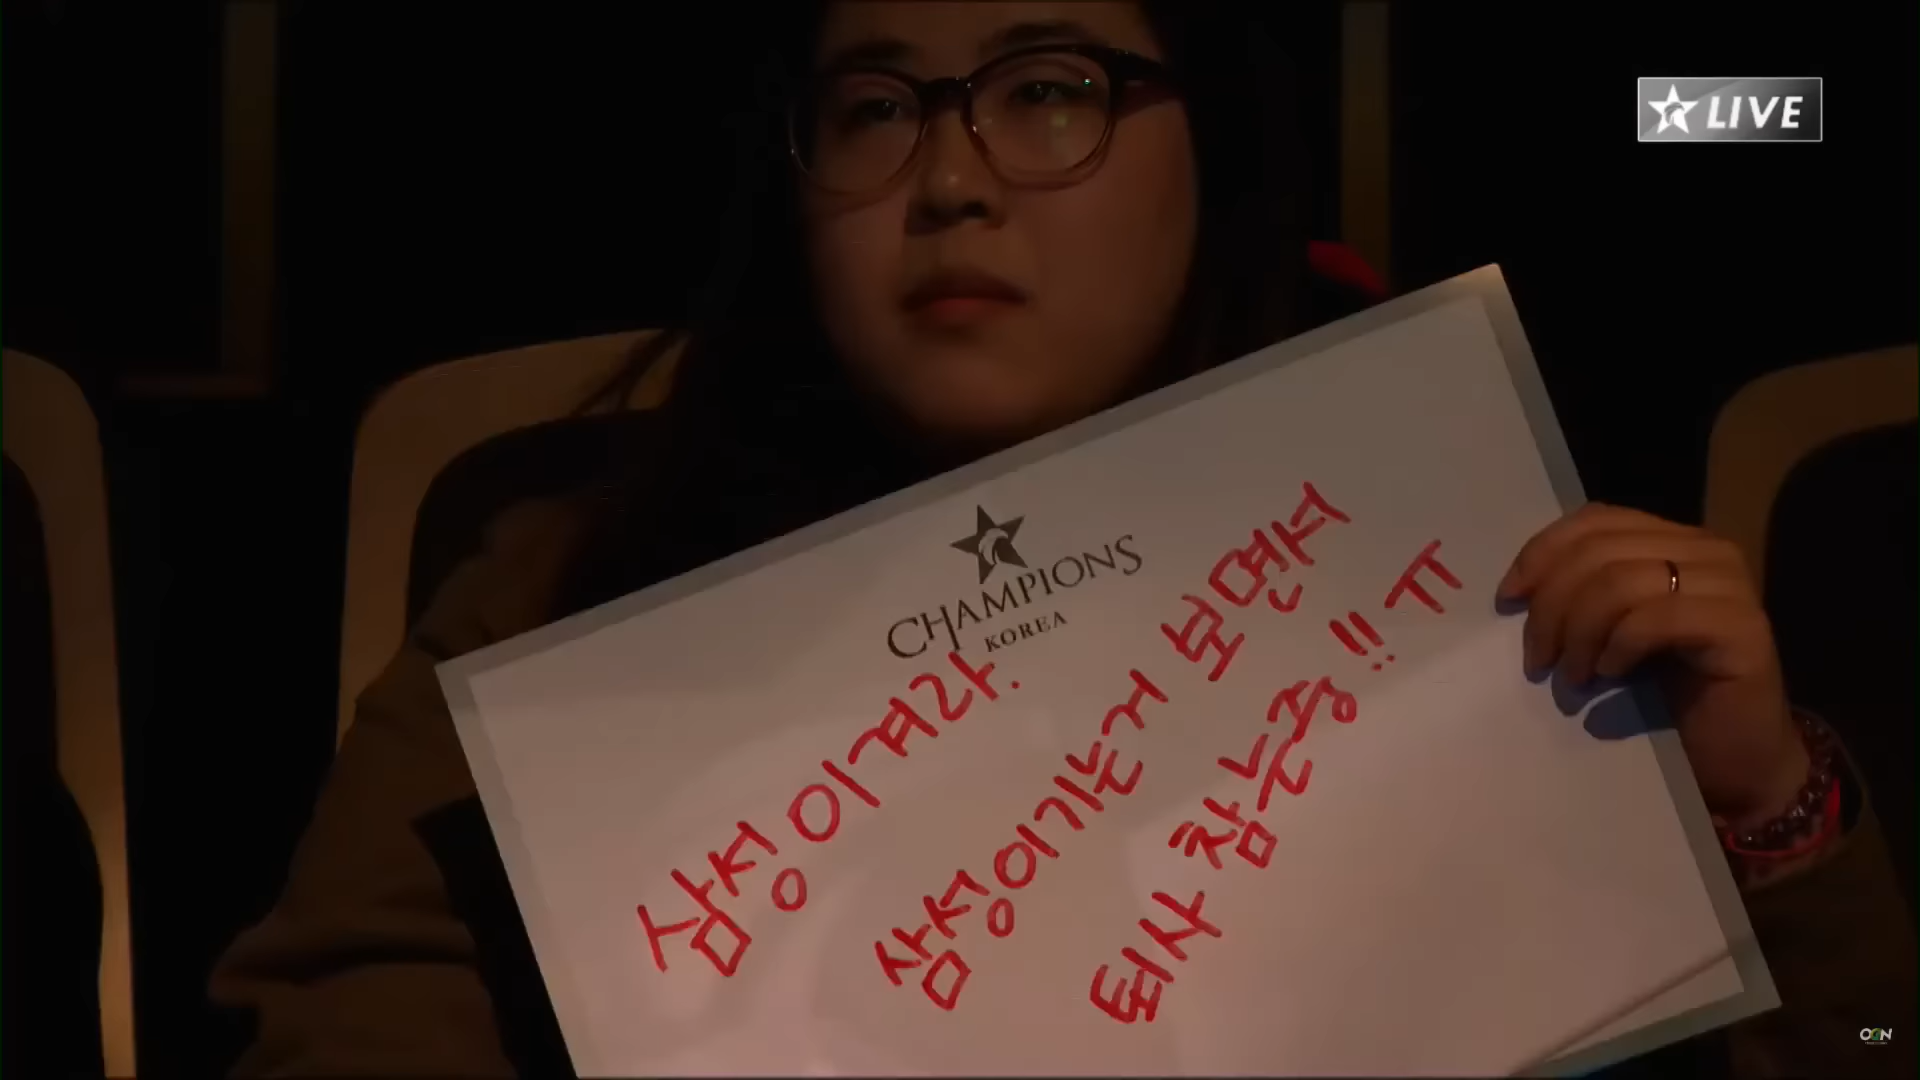 LIVE
CHAMPIONS
KOREA
삼성 이겨라.
삼성 이기는거 보면서
퇴사 참는중!! ㅠ
OGN